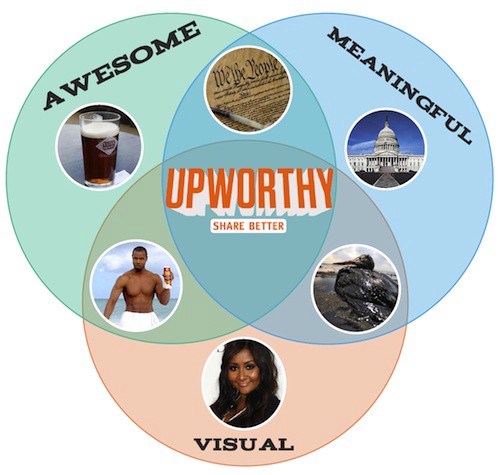 AWESOME
MEANINGFUL
We the People
UPWORTHY
SHARE BETTER
VISUAL